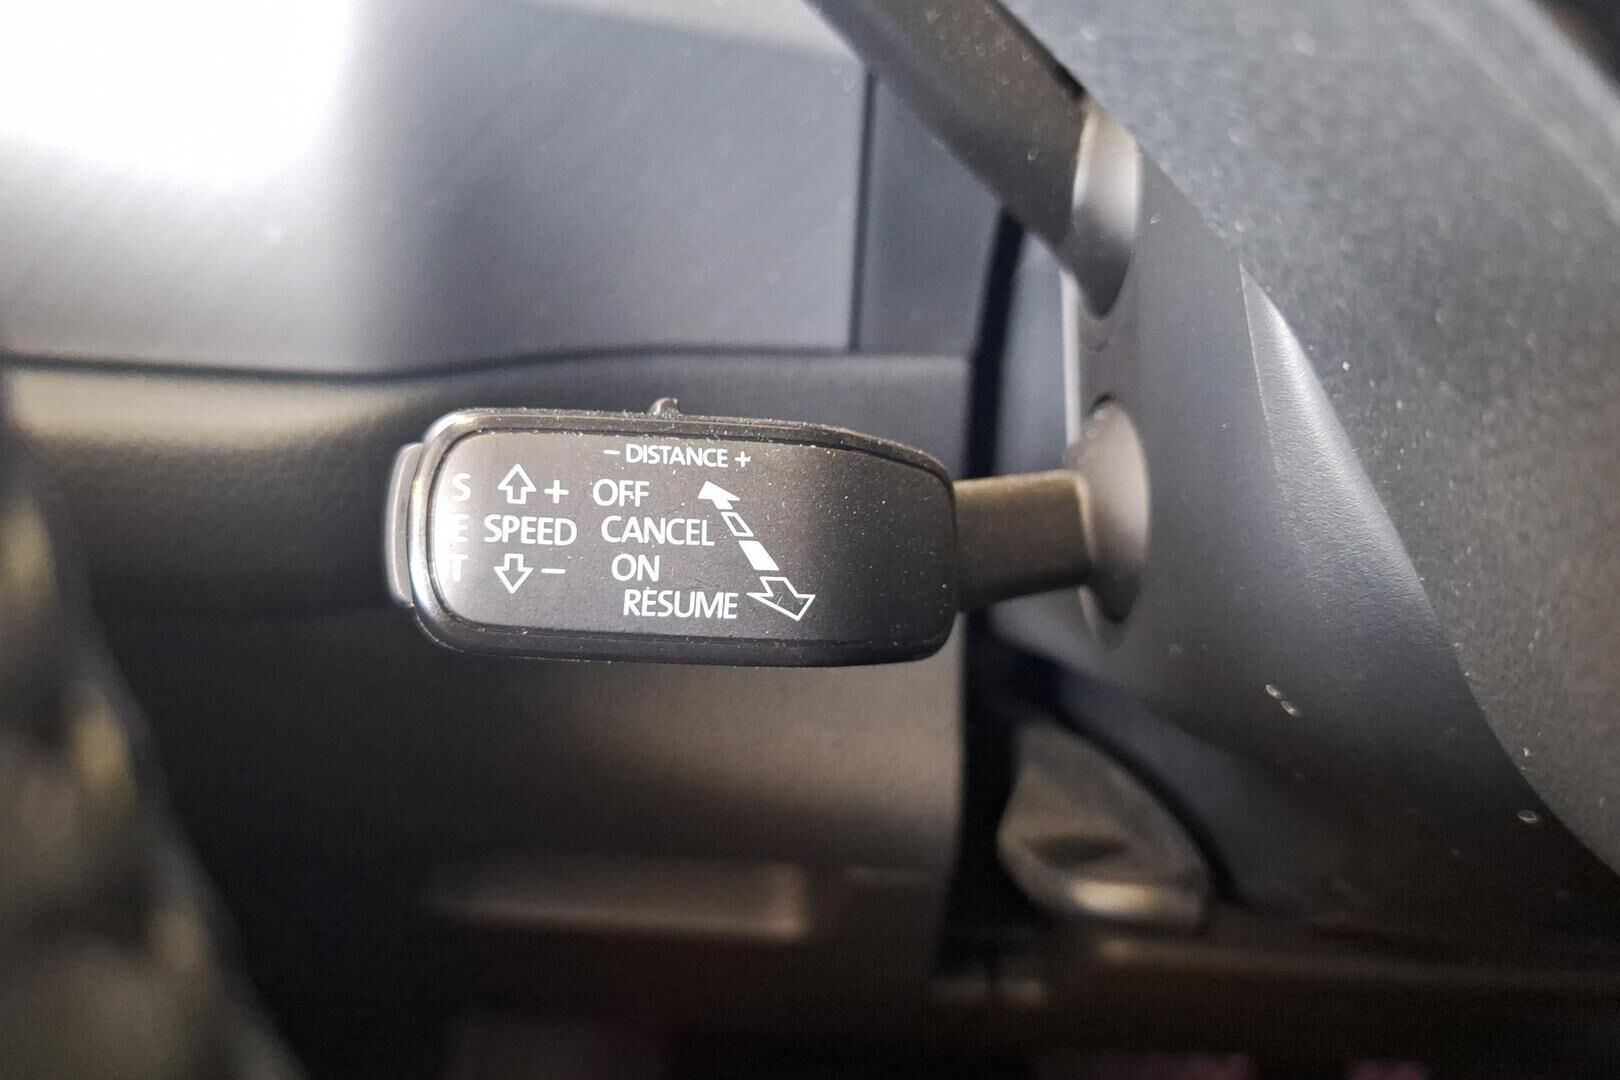 – DISTANCE +
S + OFF
E SPEED CANCEL
T – ON
RESUME